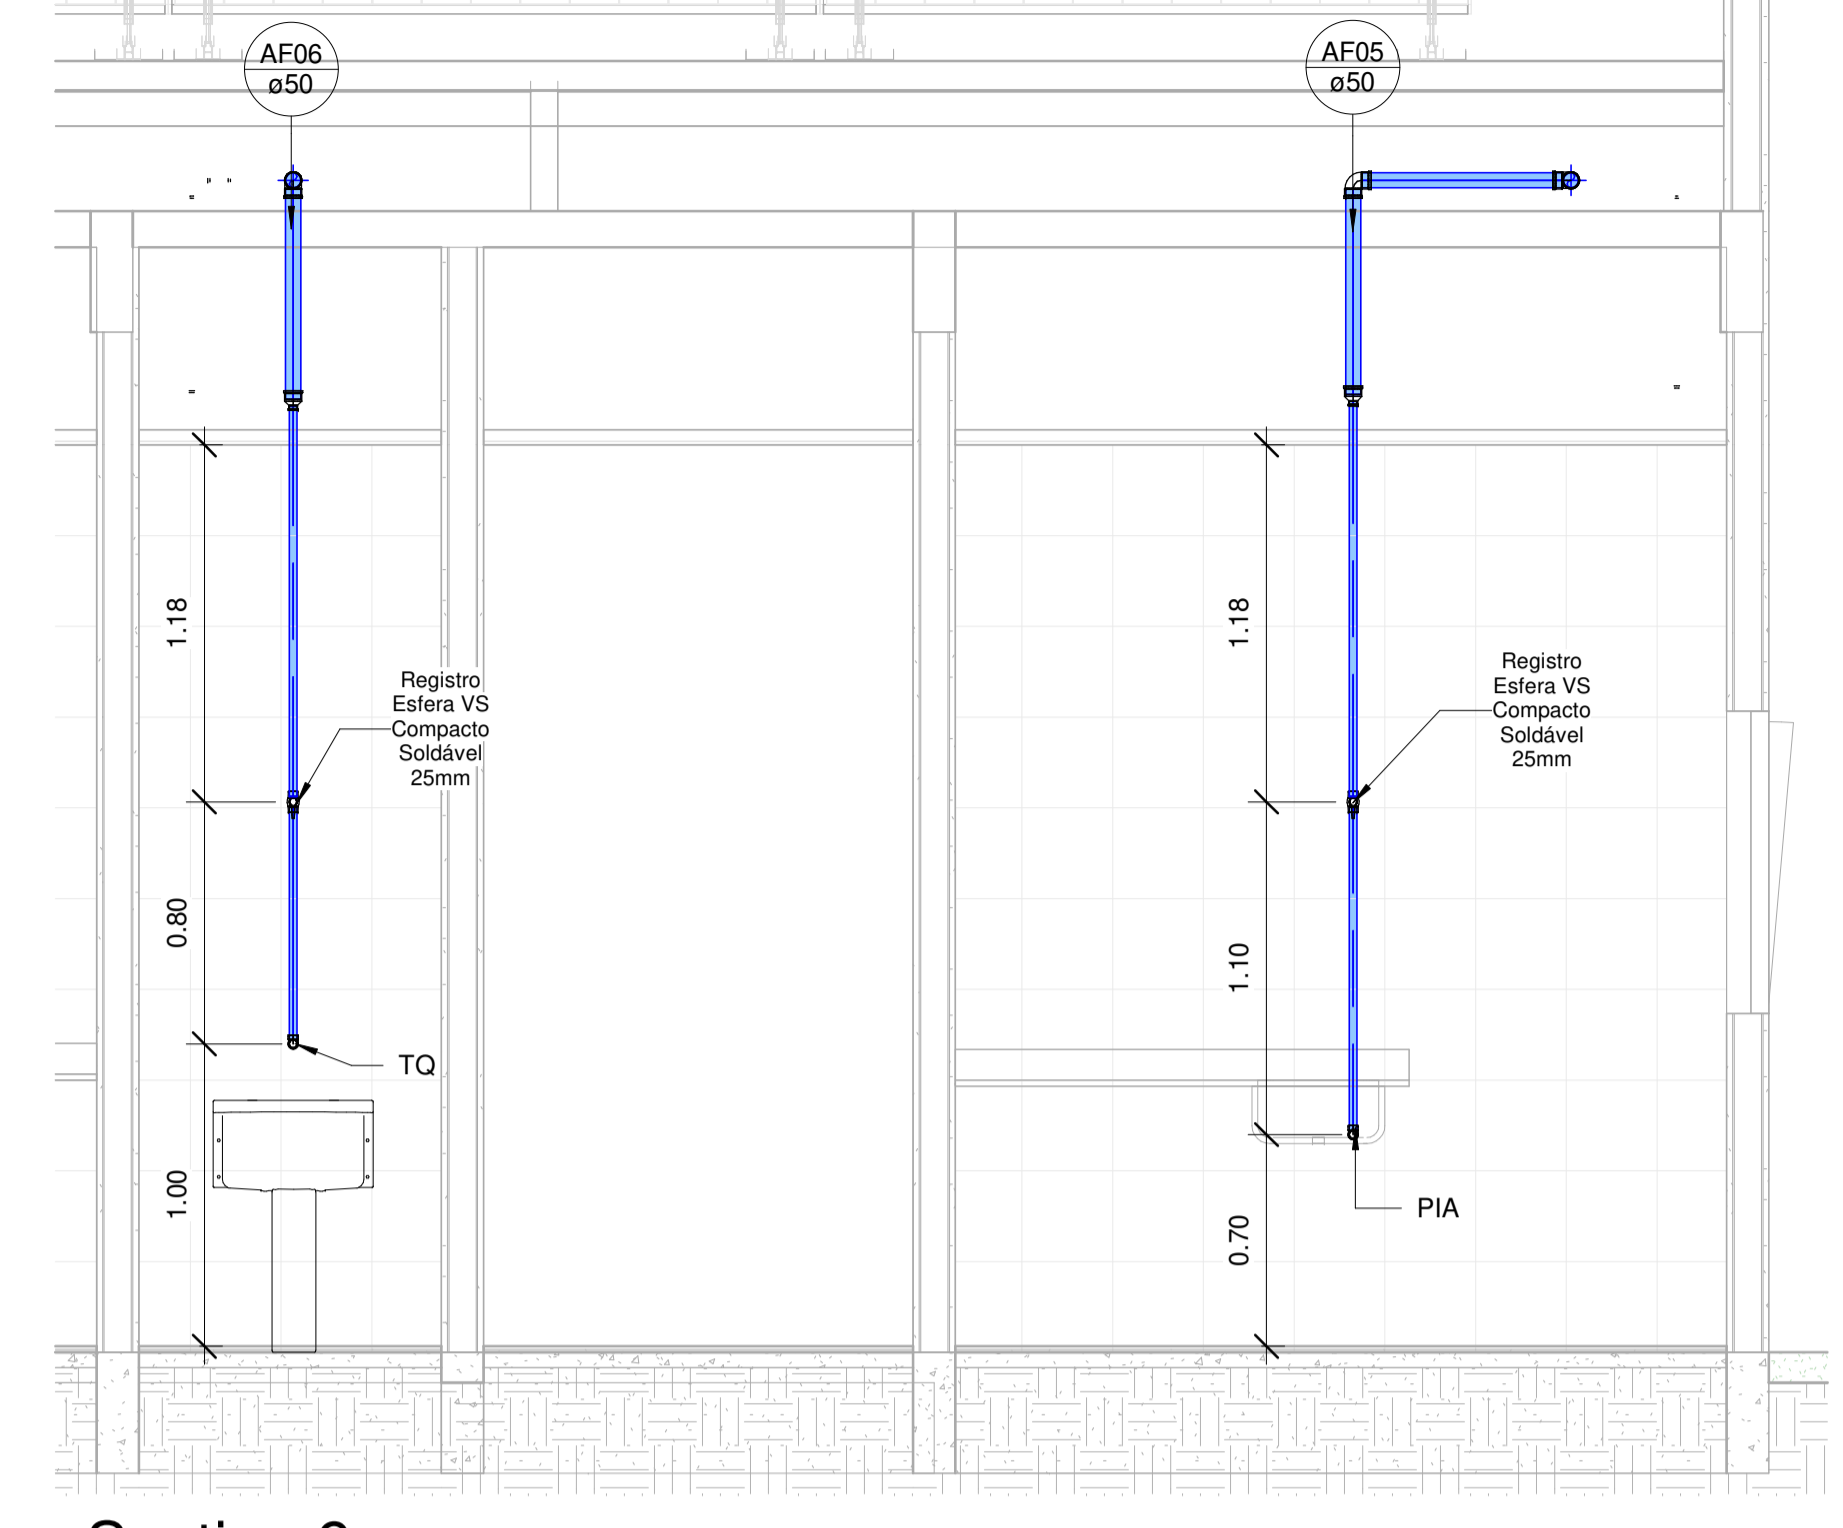 AF06
ø50
AF05
ø50
1.18
Registro
Esfera VS
Compacto
Soldável
25mm
0.80
TQ
1.00
1.18
Registro
Esfera VS
Compacto
Soldável
25mm
1.10
PIA
0.70